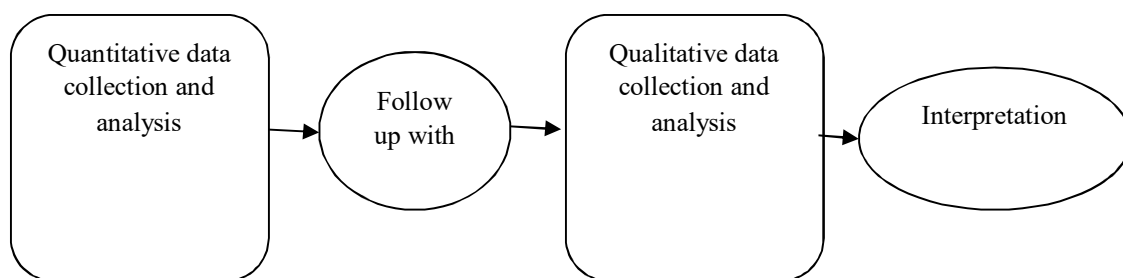 Quantitative data
collection and
analysis
Follow
up with
Qualitative data
collection and
analysis
Interpretation